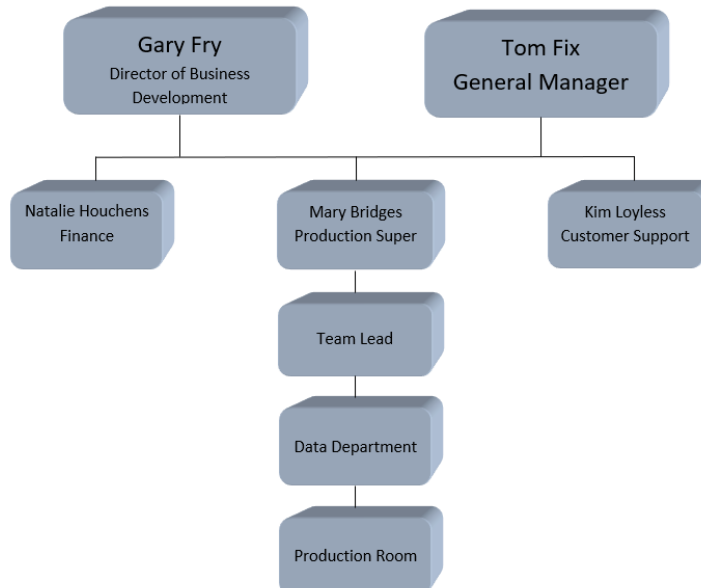 Gary Fry
Director of Business
Development
Tom Fix
General Manager
Natalie Houchens
Finance
Mary Bridges
Production Super
Kim Loyless
Customer Support
Team Lead
Data Department
Production Room